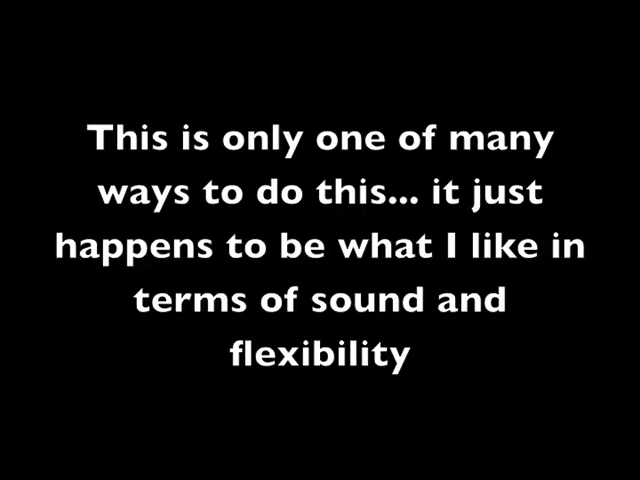 This is only one of many
ways to do this... it just
happens to be what I like in
terms of sound and
flexibility